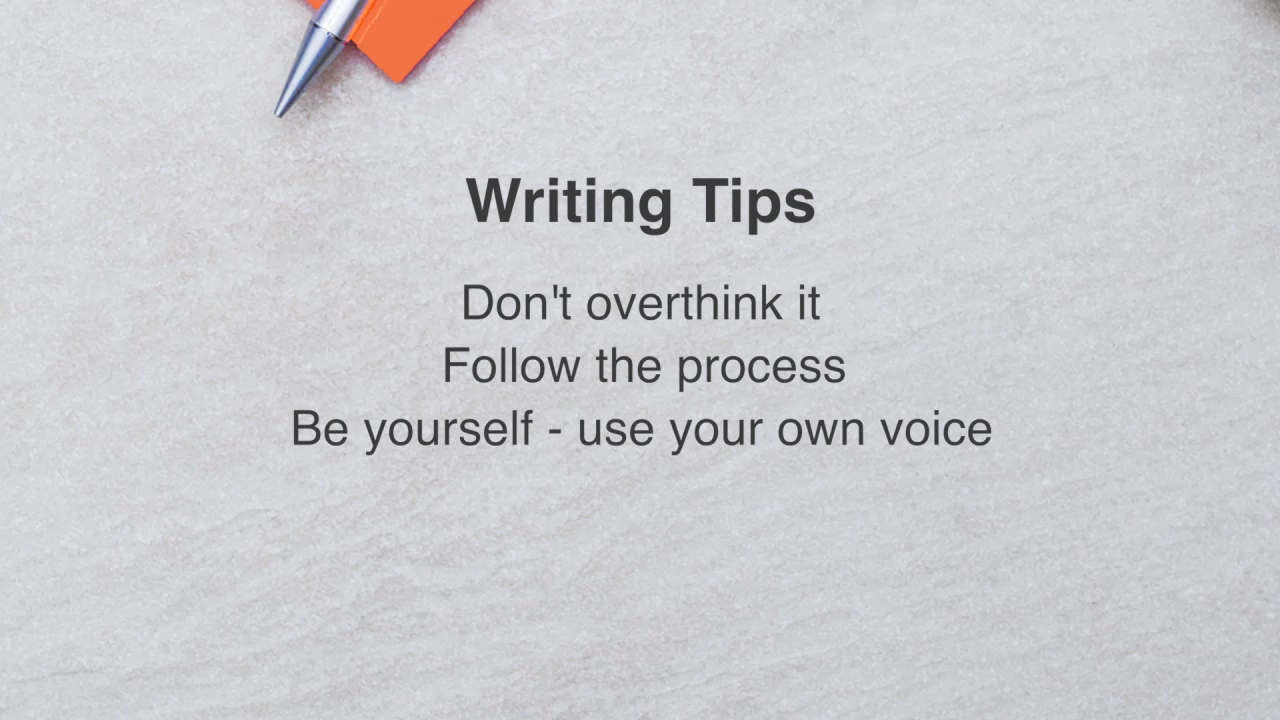 Writing Tips
Don't overthink it
Follow the process
Be yourself - use your own voice